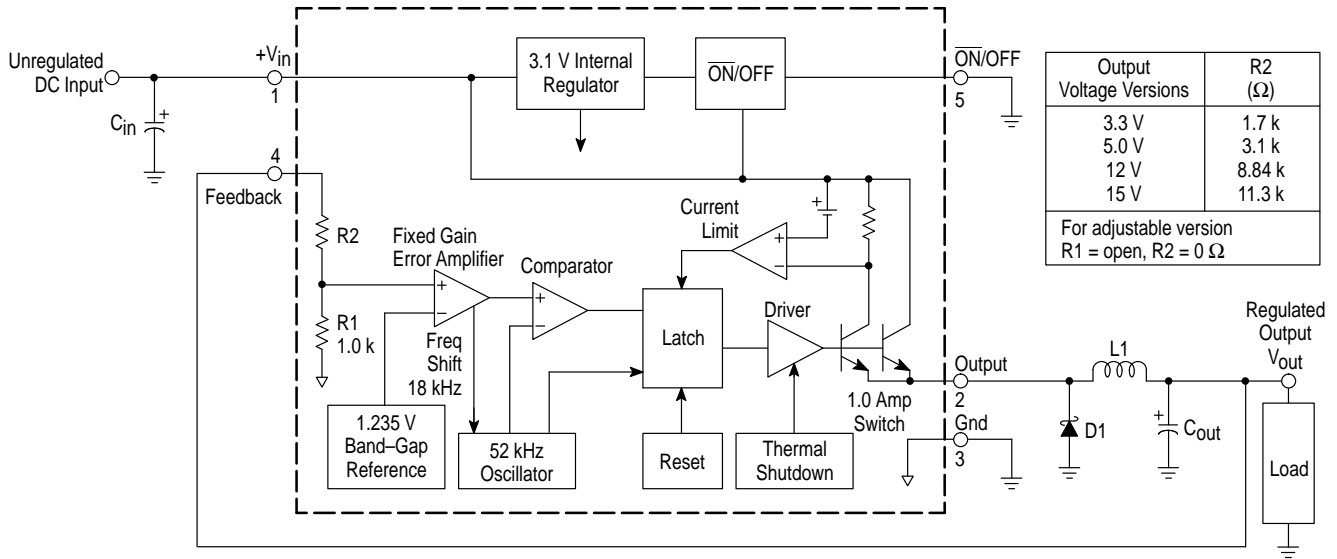 Unregulated
DC Input
+Vin
1
Cin
4
Feedback
3.1 V Internal
Regulator
O̅N̅/OFF
O̅N̅/OFF
5
Output
Voltage Versions
R2
(Ω)
3.3 V
1.7 k
5.0 V
3.1 k
12 V
8.84 k
15 V
11.3 k
For adjustable version
R1 = open, R2 = 0 Ω
R2
Fixed Gain
Error Amplifier
Comparator
Current
Limit
R1
1.0 k
Freq
Shift
18 kHz
Latch
Driver
1.0 Amp
Switch
Output
2
Gnd
3
L1
D1
Cout
Regulated
Output
Vout
Load
1.235 V
Band–Gap
Reference
52 kHz
Oscillator
Reset
Thermal
Shutdown